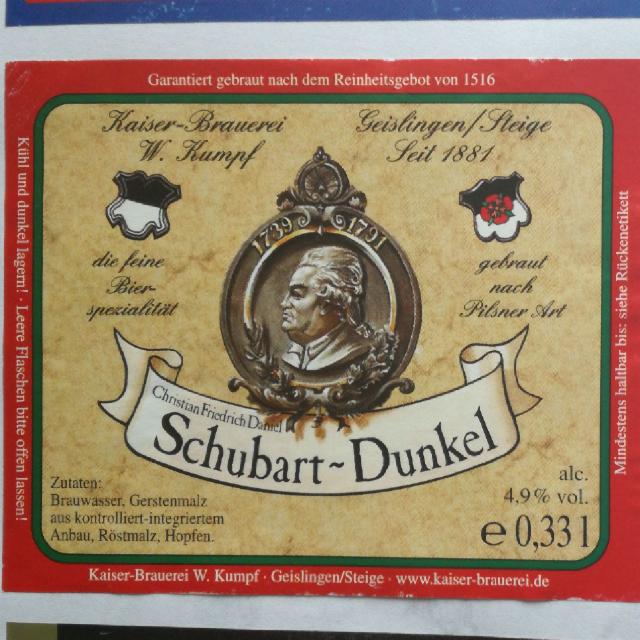 Garantiert gebraut nach dem Reinheitsgebot von 1516
Kaiser-Brauerei
W. Kumpf
Geislingen/Steige
Seit 1881
1739 1791
die feine
Bier-
spezialität
gebraut
nach
Pilsner Art
Christian Friedrich Daniel
Schubart~Dunkel
Zutaten:
Brauwasser, Gerstenmalz
aus kontrolliert-integriertem
Anbau, Röstmalz, Hopfen.
alc.
4,9% vol.
e 0,33 l
Kühl und dunkel lagern! · Leere Flaschen bitte offen lassen!
Mindestens haltbar bis: siehe Rückenetikett
Kaiser-Brauerei W. Kumpf · Geislingen/Steige · www.kaiser-brauerei.de